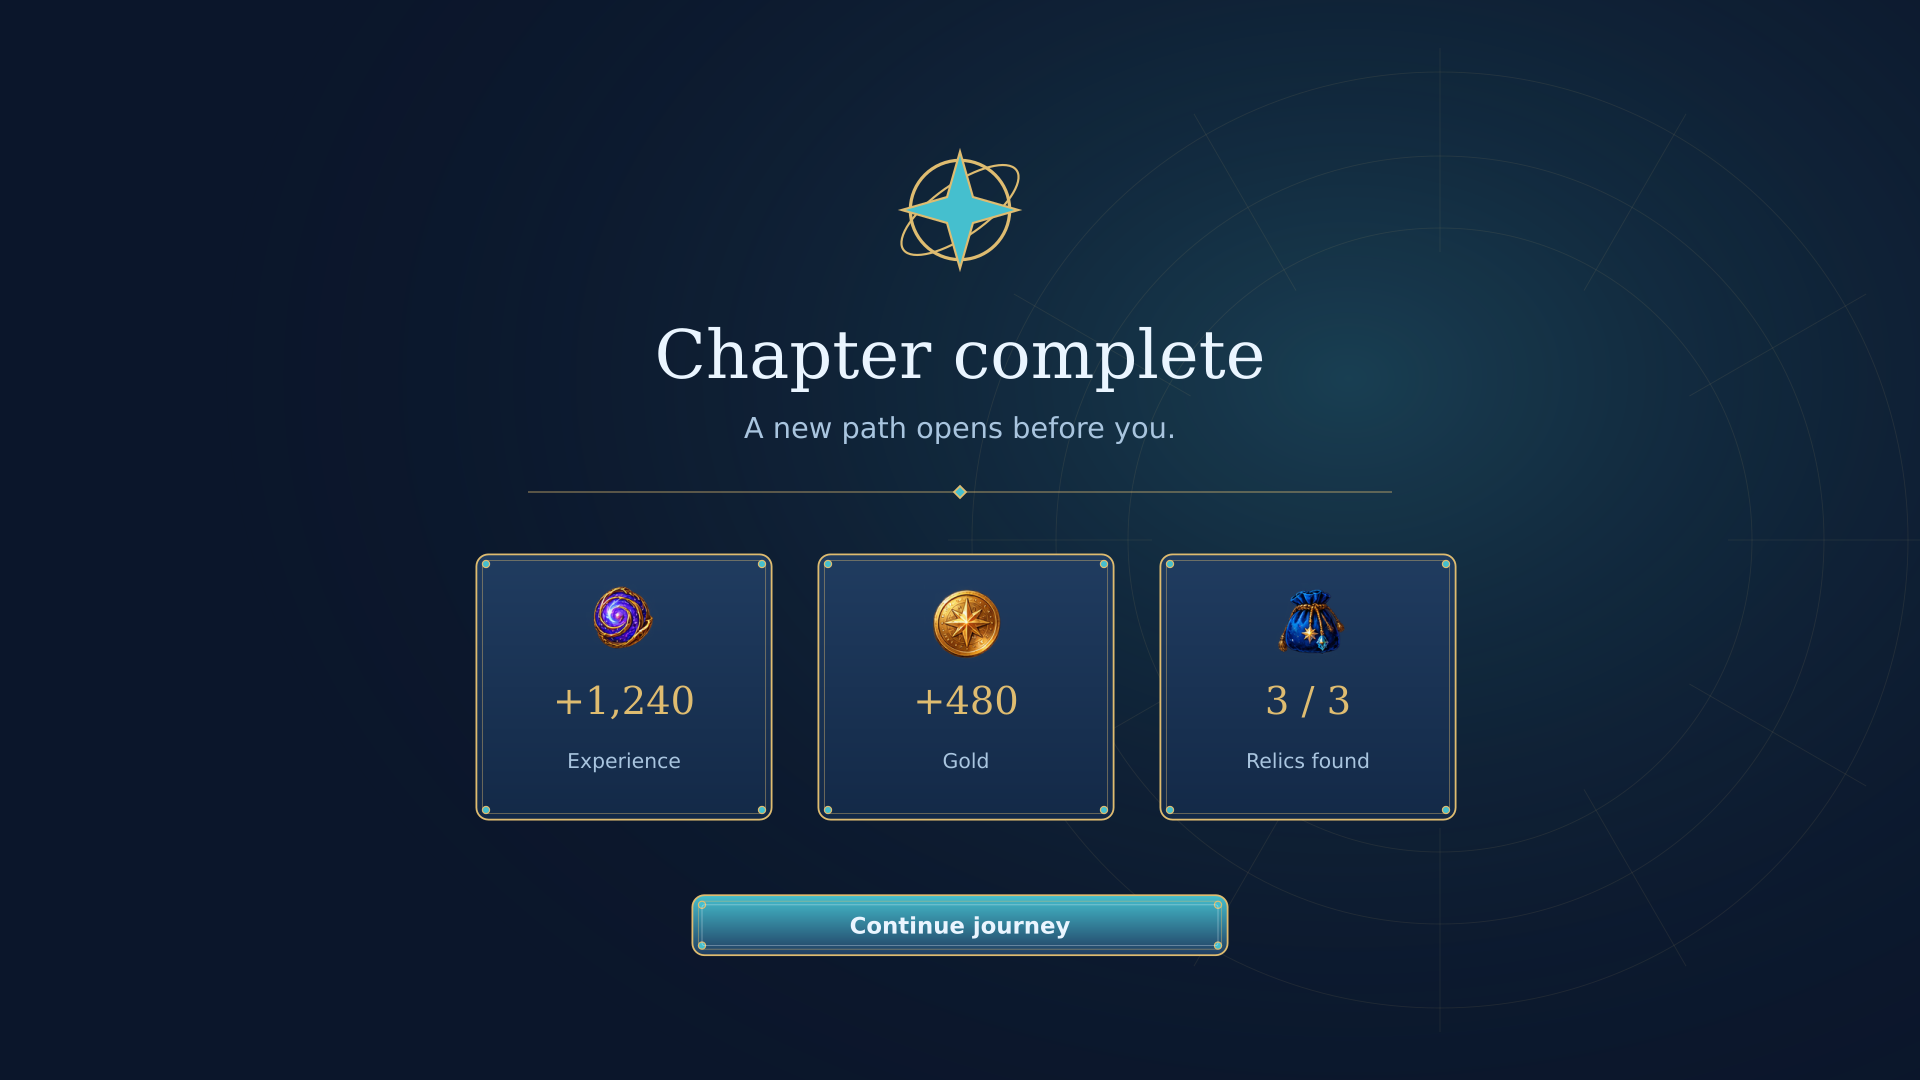 Chapter complete
A new path opens before you.
+1,240
Experience
+480
Gold
3 / 3
Relics found
Continue journey